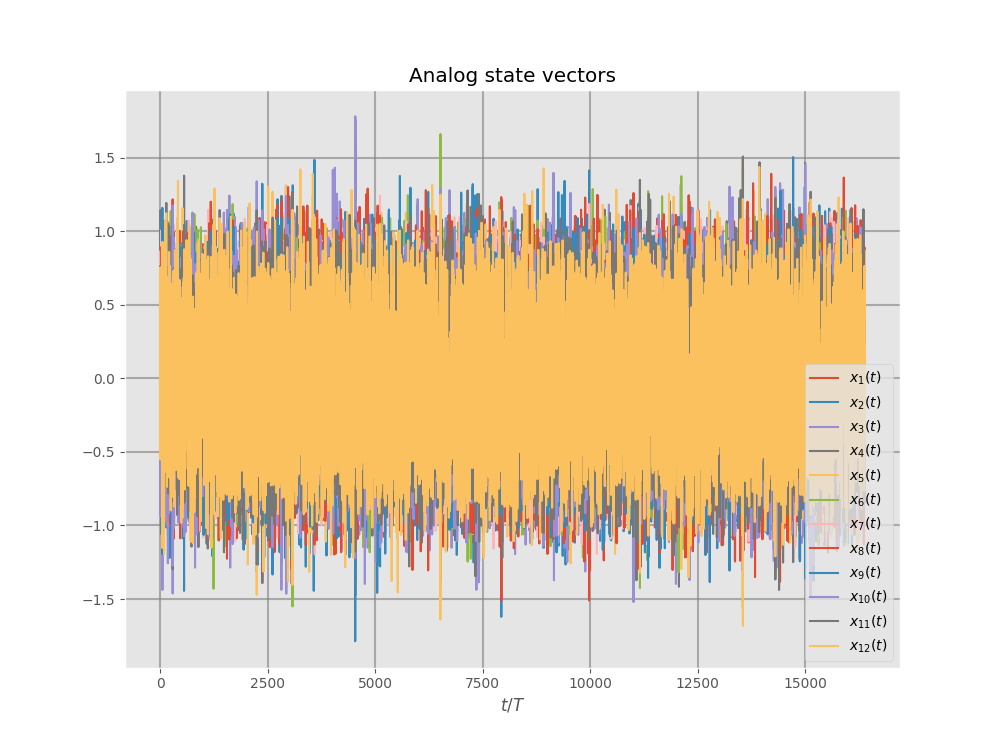 Analog state vectors
1.5
1.0
0.5
0.0
−0.5
−1.0
−1.5
0
2500
5000
7500
10000
12500
15000
t/T
x₁(t)
x₂(t)
x₃(t)
x₄(t)
x₅(t)
x₆(t)
x₇(t)
x₈(t)
x₉(t)
x₁₀(t)
x₁₁(t)
x₁₂(t)